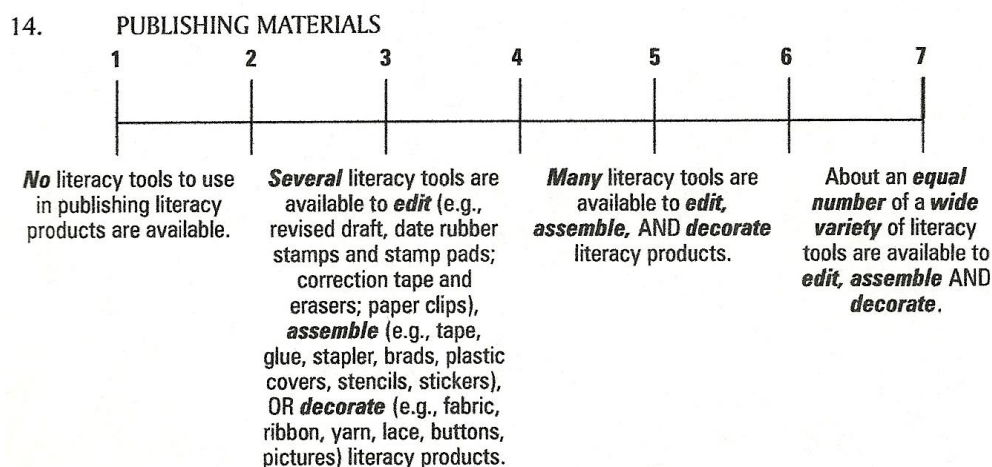 14. PUBLISHING MATERIALS
1 2 3 4 5 6 7
No literacy tools to use
in publishing literacy
products are available.
Several literacy tools are
available to edit (e.g.,
revised draft, date rubber
stamps and stamp pads;
correction tape and
erasers; paper clips),
assemble (e.g., tape,
glue, stapler, brads, plastic
covers, stencils, stickers),
OR decorate (e.g., fabric,
ribbon, yarn, lace, buttons,
pictures) literacy products.
Many literacy tools are
available to edit,
assemble, AND decorate
literacy products.
About an equal
number of a wide
variety of literacy
tools are available to
edit, assemble AND
decorate.